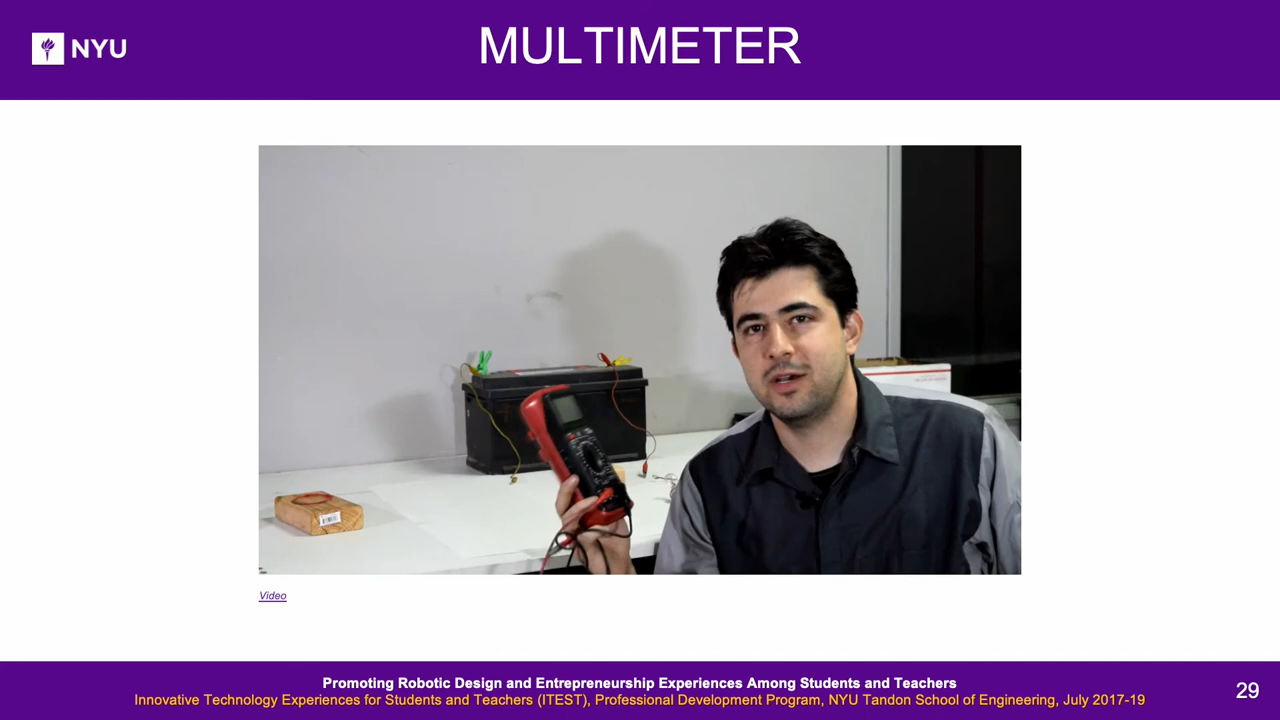 NYU
MULTIMETER
Video
Promoting Robotic Design and Entrepreneurship Experiences Among Students and Teachers
Innovative Technology Experiences for Students and Teachers (ITEST), Professional Development Program, NYU Tandon School of Engineering, July 2017-19
29